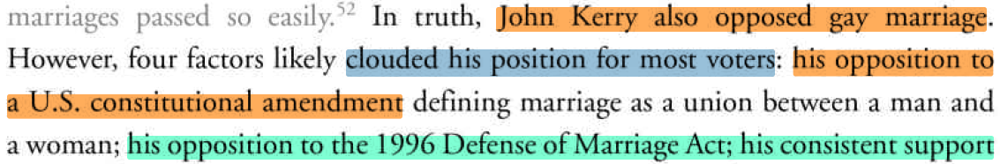 marriages passed so easily.52 In truth, John Kerry also opposed gay marriage.
However, four factors likely clouded his position for most voters: his opposition to
a U.S. constitutional amendment defining marriage as a union between a man and
a woman; his opposition to the 1996 Defense of Marriage Act; his consistent support